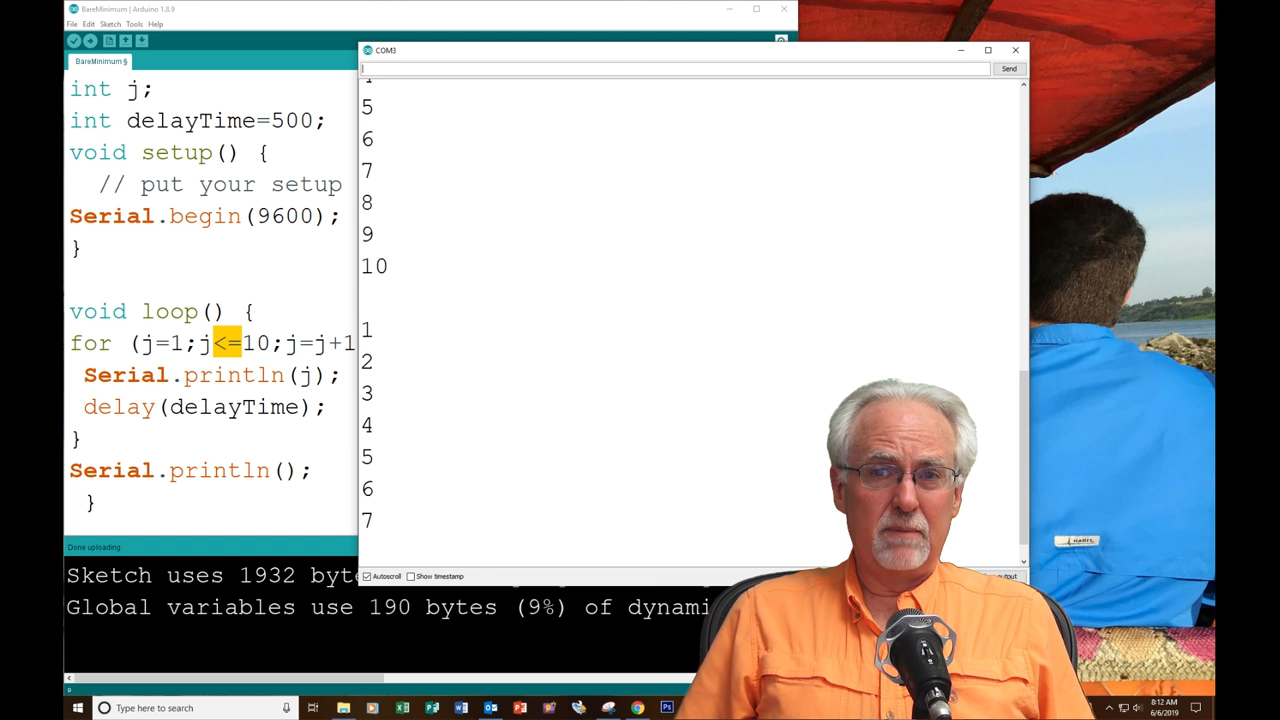 BareMinimum | Arduino 1.8.9
File Edit Sketch Tools Help
BareMinimum §
int j;
int delayTime=500;
void setup() {
// put your setup
Serial.begin(9600);
}
void loop() {
for (j=1;j<=10;j=j+1
Serial.println(j);
delay(delayTime);
}
Serial.println();
}
Done uploading.
Sketch uses 1932
Global variables use 190 bytes (9%) of
COM3
Send
5
6
7
8
9
10
1
2
3
4
5
6
7
Autoscroll
Show timestamp
output
Type here to search
8:12 AM
6/6/2019